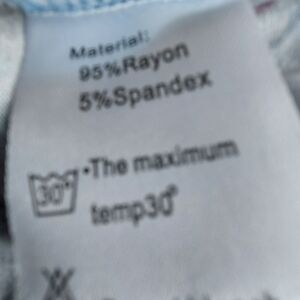 Material:
95%Rayon
5%Spandex
30°
•The maximum
temp30°